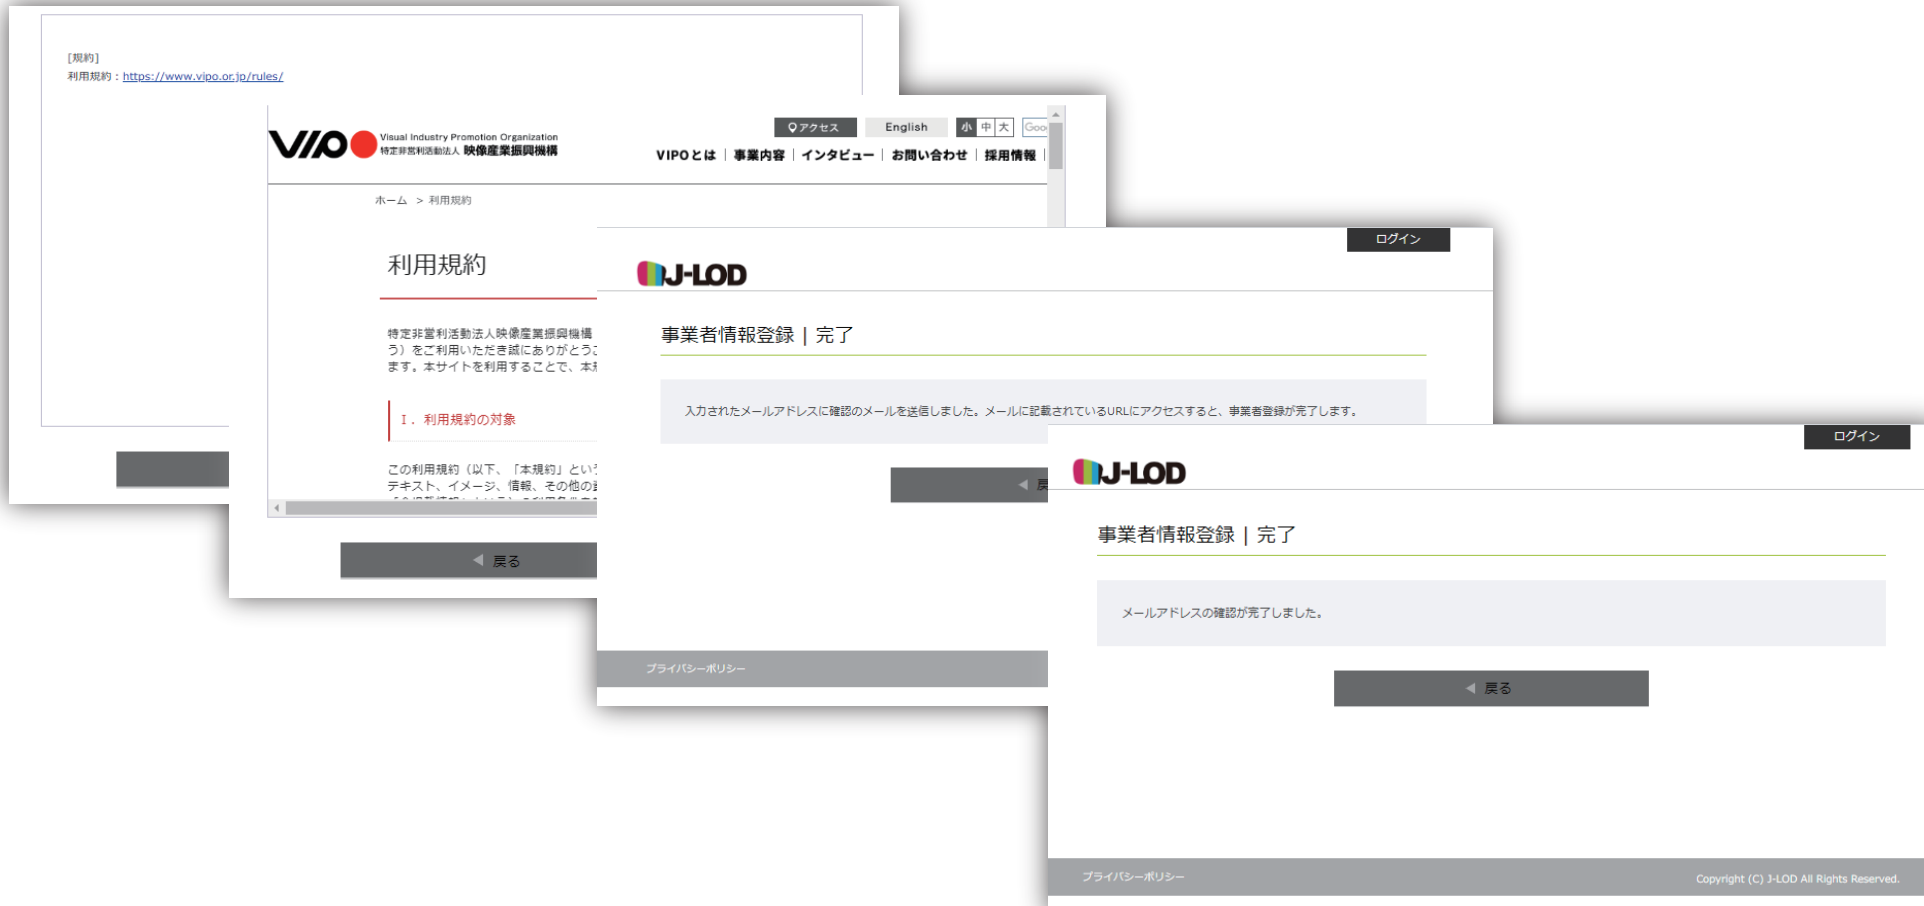 [規約]
利用規約：https://www.vipo.or.jp/rules/
VIPO Visual Industry Promotion Organization
特定非営利活動法人 映像産業振興機構
アクセス English 小 中 大 Goo
VIPOとは | 事業内容 | インタビュー | お問い合わせ | 採用情報 |
ホーム > 利用規約
利用規約
特定非営利活動法人映像産業振興機構
う）をご利用いただき誠にありがとう
ます。本サイトを利用することで、本
I. 利用規約の対象
この利用規約（以下、「本規約」とい
テキスト、イメージ、情報、その他の
戻る
ログイン
J-LOD
事業者情報登録 | 完了
入力されたメールアドレスに確認のメールを送信しました。メールに記載されているURLにアクセスすると、事業者登録が完了します。
プライバシーポリシー
ログイン
J-LOD
事業者情報登録 | 完了
メールアドレスの確認が完了しました。
戻る
プライバシーポリシー
Copyright (C) J-LOD All Rights Reserved.